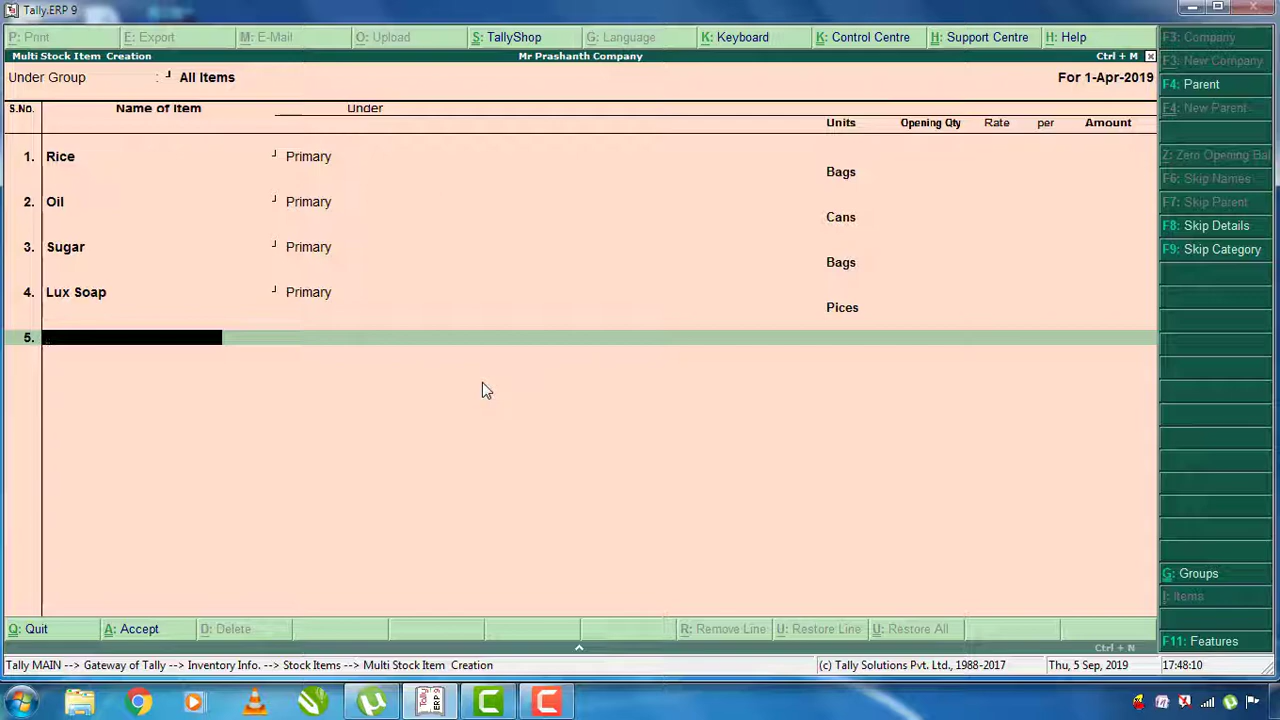 Tally.ERP 9
P: Print E: Export M: E-Mail O: Upload S: TallyShop G: Language K: Keyboard K: Control Centre H: Support Centre H: Help
F3: Company
Multi Stock Item Creation Mr Prashanth Company Ctrl + M
F3: New Company
Under Group : All Items For 1-Apr-2019
F4: Parent
S.No. Name of Item Under
F4: New Parent
Units Opening Qty Rate per Amount
1. Rice Primary
Z: Zero Opening Bal
Bags
F6: Skip Names
2. Oil Primary
F7: Skip Parent
Cans
F8: Skip Details
3. Sugar Primary
F9: Skip Category
Bags
4. Lux Soap Primary
Pices
5.
G: Groups
I: Items
Q: Quit A: Accept D: Delete R: Remove Line U: Restore Line U: Restore All
F11: Features
Ctrl + N
Tally MAIN --> Gateway of Tally --> Inventory Info. --> Stock Items --> Multi Stock Item Creation (c) Tally Solutions Pvt. Ltd., 1988-2017 Thu, 5 Sep, 2019 17:48:10